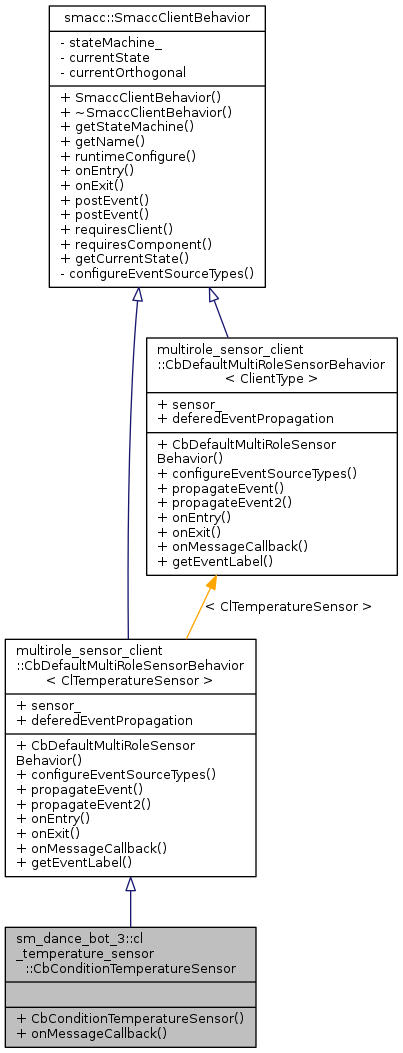 smacc::SmaccClientBehavior
- stateMachine_
- currentState
- currentOrthogonal
+ SmaccClientBehavior()
+ ~SmaccClientBehavior()
+ getStateMachine()
+ getName()
+ runtimeConfigure()
+ onEntry()
+ onExit()
+ postEvent()
+ postEvent()
+ requiresClient()
+ requiresComponent()
+ getCurrentState()
- configureEventSourceTypes()
multirole_sensor_client
::CbDefaultMultiRoleSensorBehavior
< ClientType >
+ sensor_
+ deferedEventPropagation
+ CbDefaultMultiRoleSensor
Behavior()
+ configureEventSourceTypes()
+ propagateEvent()
+ propagateEvent2()
+ onEntry()
+ onExit()
+ onMessageCallback()
+ getEventLabel()
< ClTemperatureSensor >
multirole_sensor_client
::CbDefaultMultiRoleSensorBehavior
< ClTemperatureSensor >
+ sensor_
+ deferedEventPropagation
+ CbDefaultMultiRoleSensor
Behavior()
+ configureEventSourceTypes()
+ propagateEvent()
+ propagateEvent2()
+ onEntry()
+ onExit()
+ onMessageCallback()
+ getEventLabel()
sm_dance_bot_3::cl
_temperature_sensor
::CbConditionTemperatureSensor
+ CbConditionTemperatureSensor()
+ onMessageCallback()